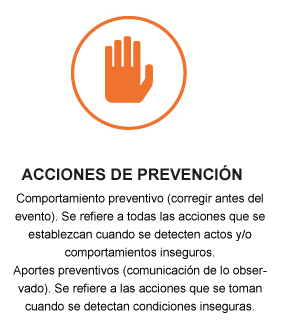 ACCIONES DE PREVENCIÓN
Comportamiento preventivo (corregir antes del
evento). Se refiere a todas las acciones que se
establezcan cuando se detecten actos y/o
comportamientos inseguros.
Aportes preventivos (comunicación de lo obser-
vado). Se refiere a las acciones que se toman
cuando se detectan condiciones inseguras.